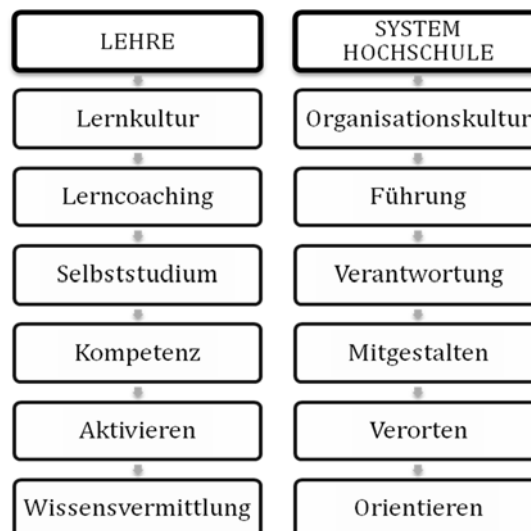 LEHRE
Lernkultur
Lerncoaching
Selbststudium
Kompetenz
Aktivieren
Wissensvermittlung
SYSTEM
HOCHSCHULE
Organisationskultur
Führung
Verantwortung
Mitgestalten
Verorten
Orientieren